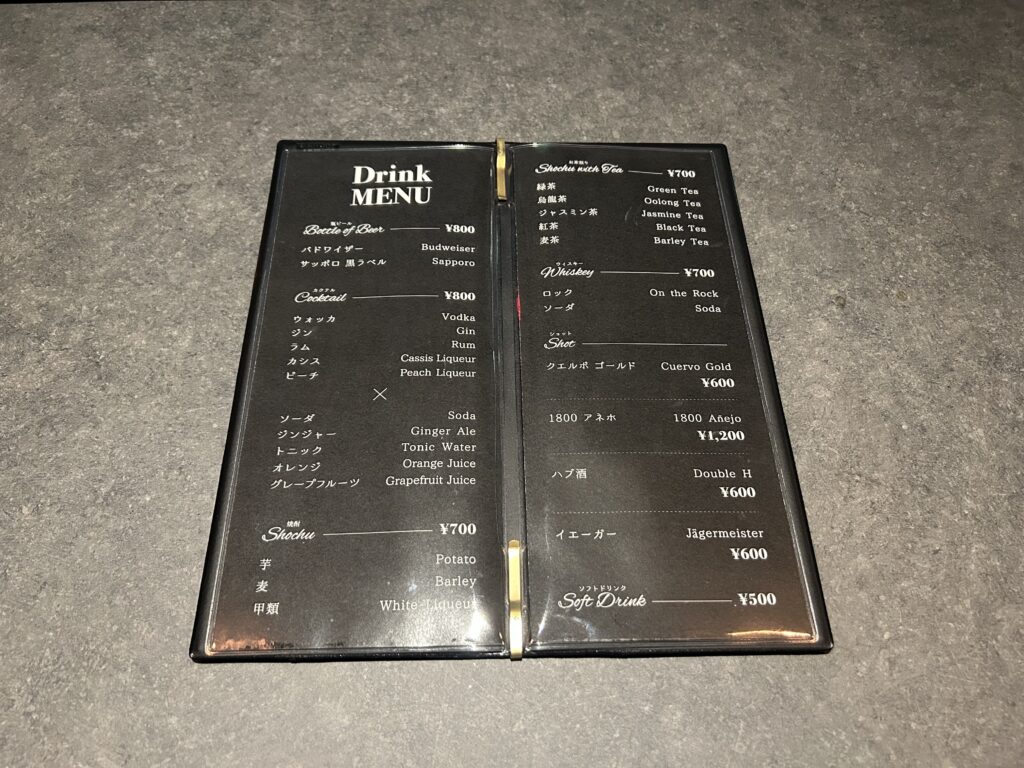 Drink
MENU
瓶ビール
Bottle of Beer ¥800
バドワイザー Budweiser
サッポロ 黒ラベル Sapporo
カクテル
Cocktail ¥800
ウォッカ Vodka
ジン Gin
ラム Rum
カシス Cassis Liqueur
ピーチ Peach Liqueur
×
ソーダ Soda
ジンジャー Ginger Ale
トニック Tonic Water
オレンジ Orange Juice
グレープフルーツ Grapefruit Juice
焼酎
Shochu ¥700
芋 Potato
麦 Barley
甲類 White Liqueur
Shochu with Tea ¥700
緑茶 Green Tea
烏龍茶 Oolong Tea
ジャスミン茶 Jasmine Tea
紅茶 Black Tea
麦茶 Barley Tea
ウィスキー
Whiskey ¥700
ロック On the Rock
ソーダ Soda
ショット
Shot
クエルボ ゴールド Cuervo Gold
¥600
1800 アネホ 1800 Añejo
¥1,200
ハブ酒 Double H
¥600
イエーガー Jägermeister
¥600
ソフトドリンク
Soft Drink ¥500